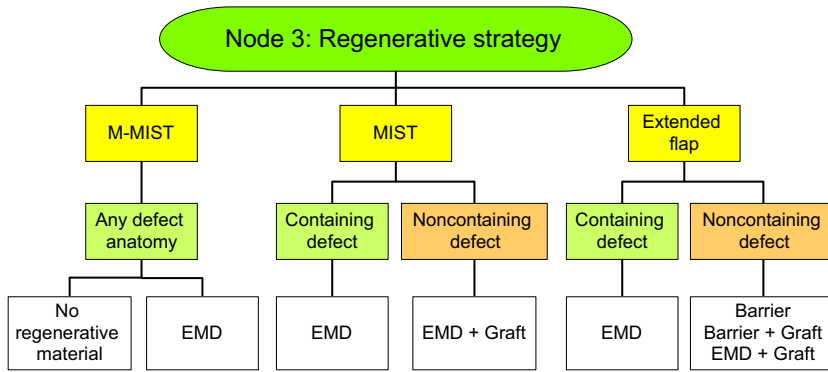 Node 3: Regenerative strategy
M-MIST
MIST
Extended
flap
Any defect
anatomy
Containing
defect
Noncontaining
defect
Containing
defect
Noncontaining
defect
No
regenerative
material
EMD
EMD
EMD + Graft
EMD
Barrier
Barrier + Graft
EMD + Graft